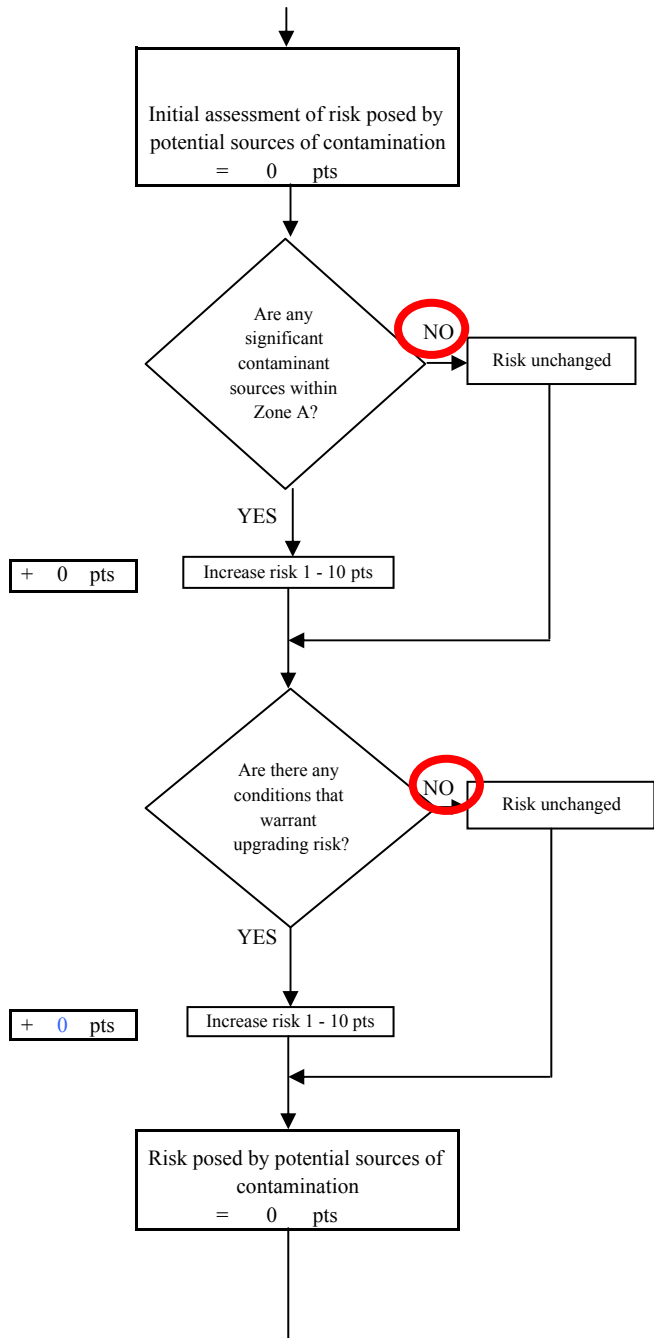 Initial assessment of risk posed by
potential sources of contamination
= 0 pts
Are any
significant
contaminant
sources within
Zone A?
NO
Risk unchanged
YES
+ 0 pts
Increase risk 1 - 10 pts
Are there any
conditions that
warrant
upgrading risk?
NO
Risk unchanged
YES
+ 0 pts
Increase risk 1 - 10 pts
Risk posed by potential sources of
contamination
= 0 pts